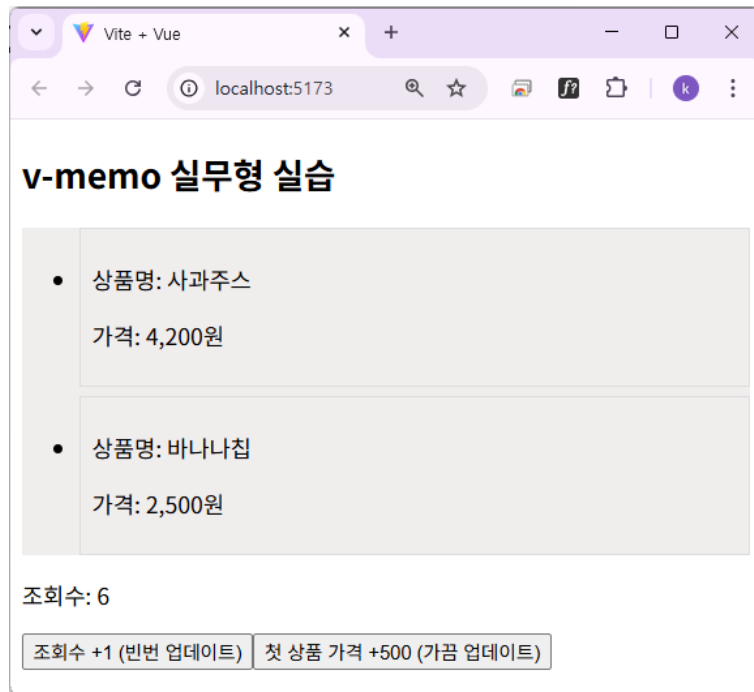 Vite + Vue
localhost:5173
k
v-memo 실무형 실습
상품명: 사과주스
가격: 4,200원
상품명: 바나나칩
가격: 2,500원
조회수: 6
조회수 +1 (빈번 업데이트) 첫 상품 가격 +500 (가끔 업데이트)